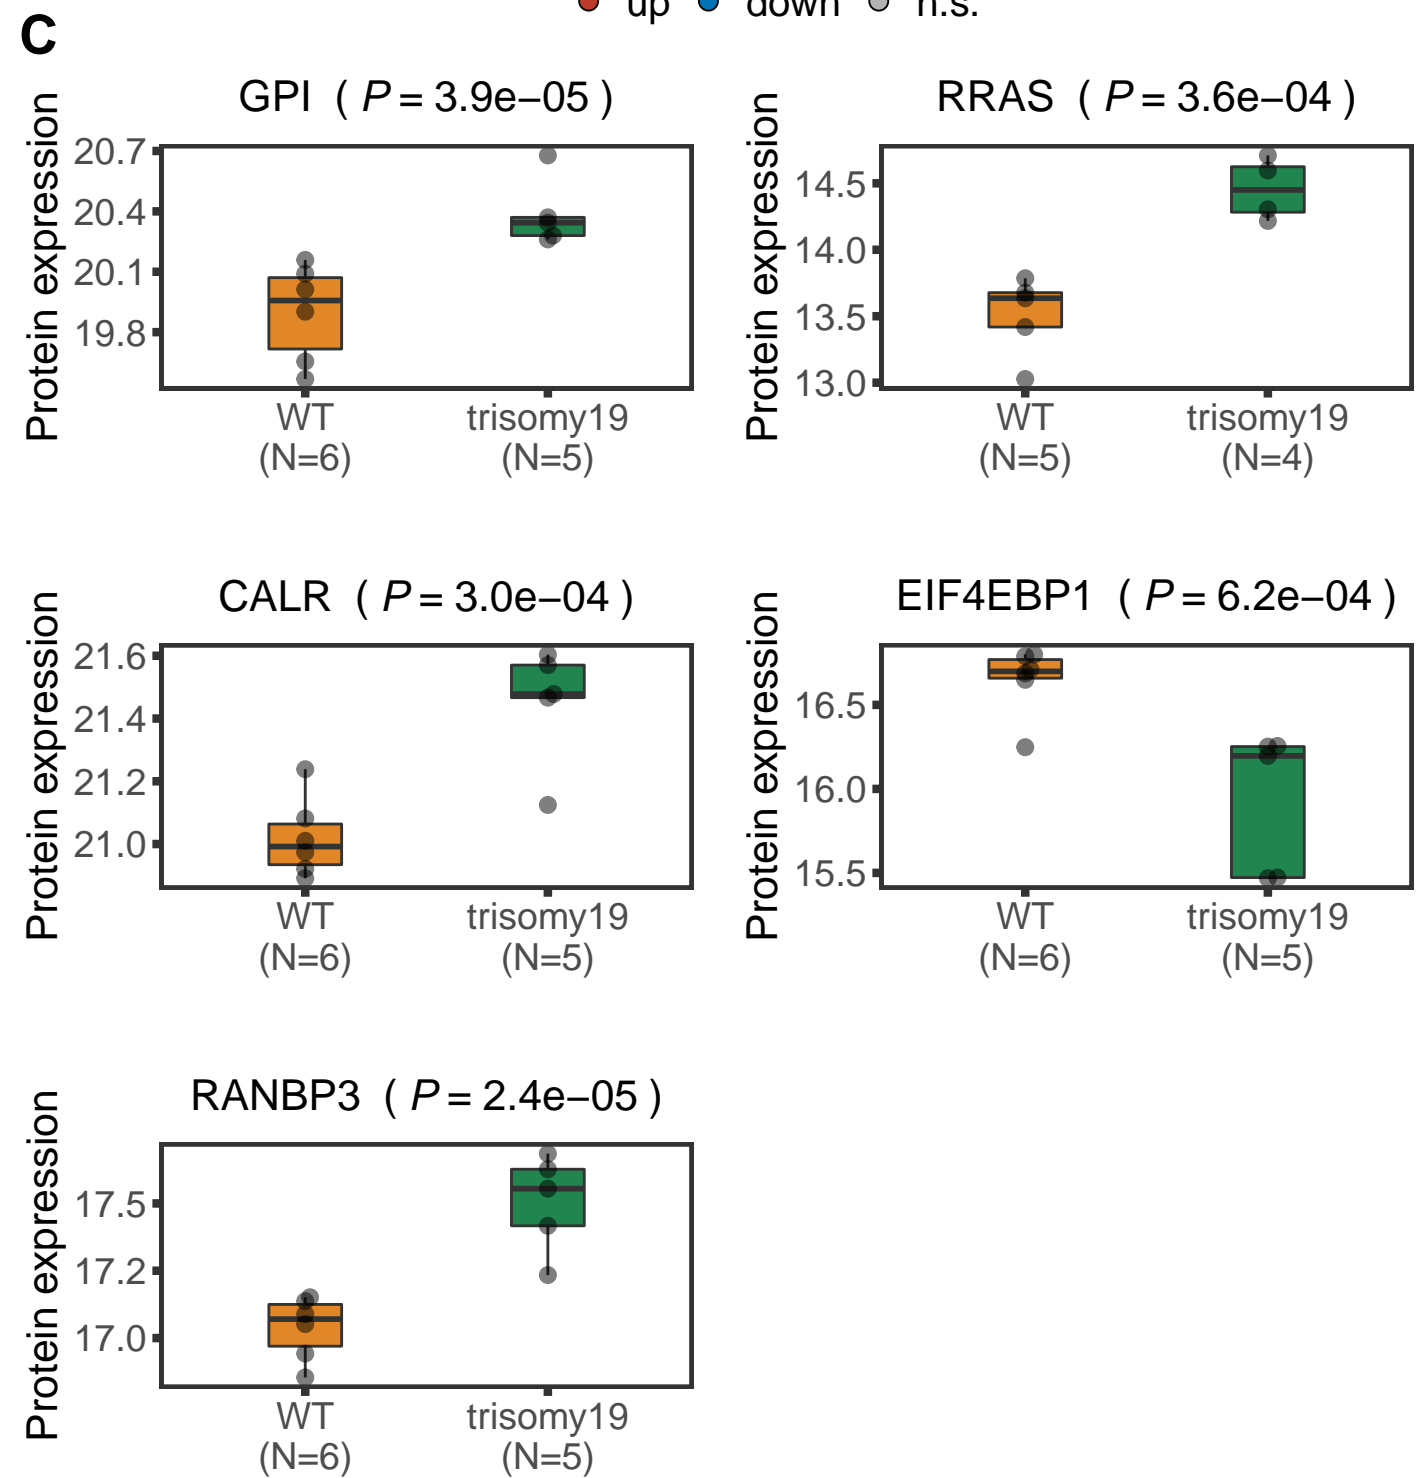 up down n.s.
C
GPI ( P = 3.9e−05 )
Protein expression
20.7
20.4
20.1
19.8
WT
(N=6)
trisomy19
(N=5)
RRAS ( P = 3.6e−04 )
Protein expression
14.5
14.0
13.5
13.0
WT
(N=5)
trisomy19
(N=4)
CALR ( P = 3.0e−04 )
Protein expression
21.6
21.4
21.2
21.0
WT
(N=6)
trisomy19
(N=5)
EIF4EBP1 ( P = 6.2e−04 )
Protein expression
16.5
16.0
15.5
WT
(N=6)
trisomy19
(N=5)
RANBP3 ( P = 2.4e−05 )
Protein expression
17.5
17.2
17.0
WT
(N=6)
trisomy19
(N=5)